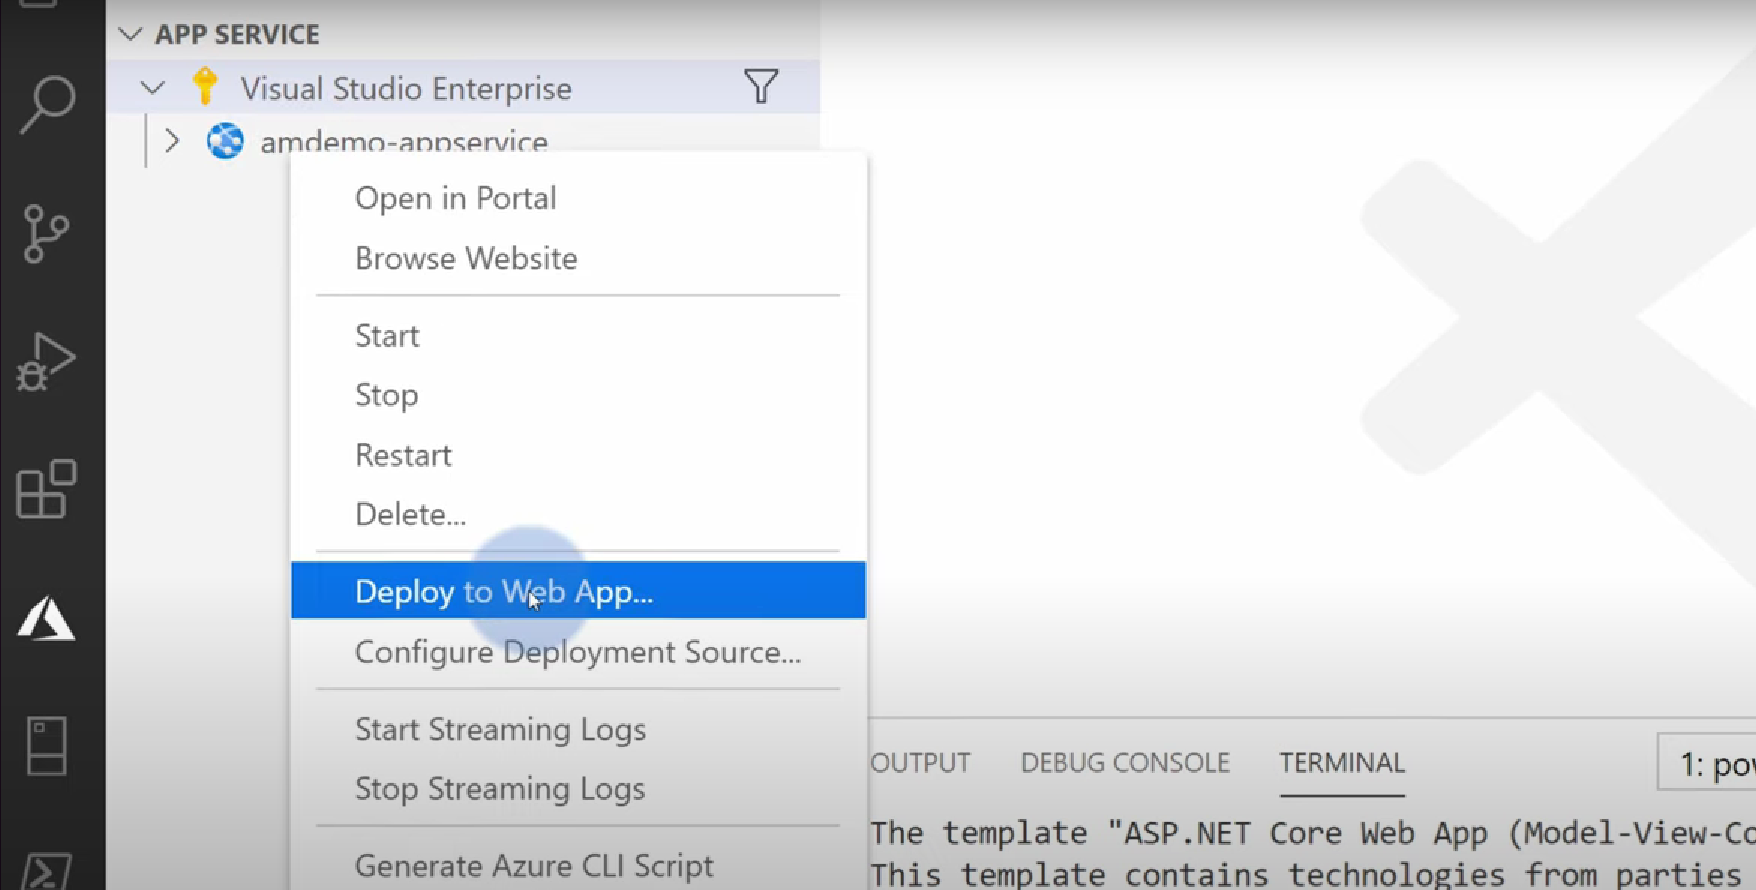 APP SERVICE
Visual Studio Enterprise
amdemo-appservice
Open in Portal
Browse Website
Start
Stop
Restart
Delete...
Deploy to Web App...
Configure Deployment Source...
Start Streaming Logs
Stop Streaming Logs
Generate Azure CLI Script
OUTPUT DEBUG CONSOLE TERMINAL 1:
The template "ASP.NET Core Web App (Model-View-Co
This template contains technologies from parties